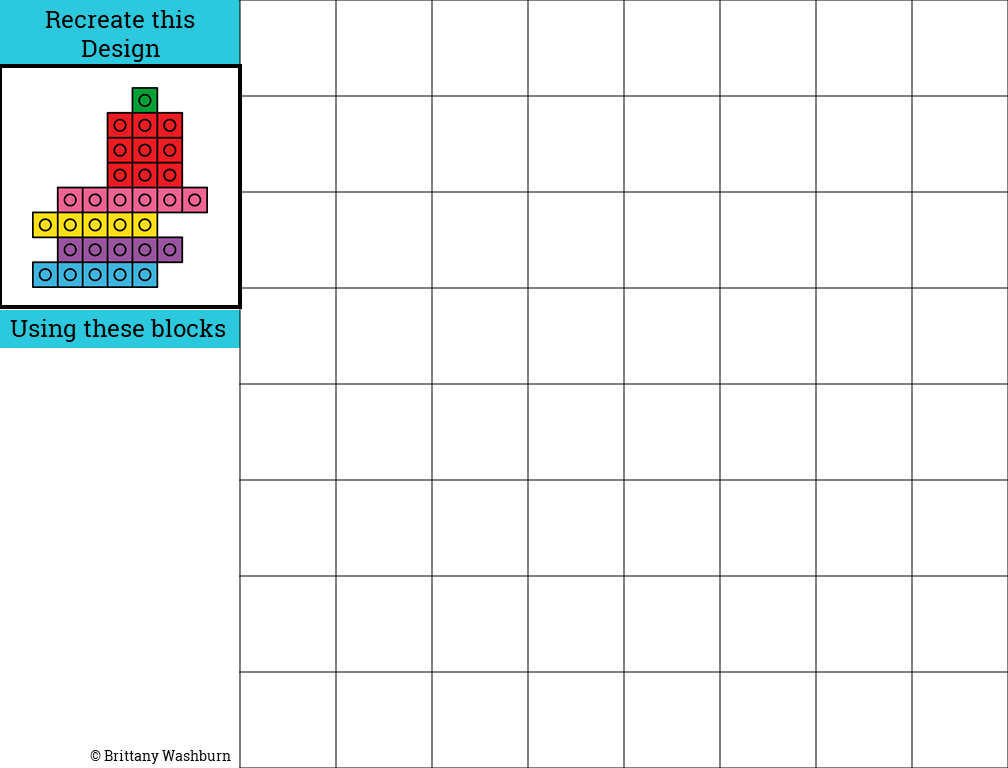 Recreate this
Design
Using these blocks
© Brittany Washburn